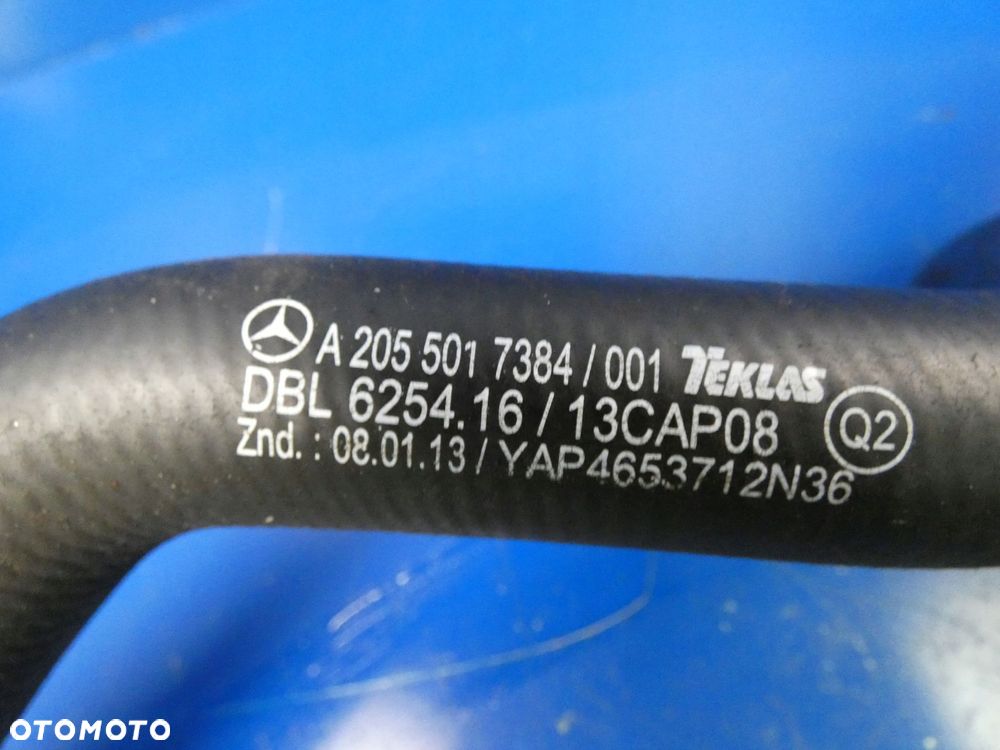 A 205 501 7384 / 001 TEKLAS
DBL 6254.16 / 13CAP08 Q2
Znd. : 08.01.13 / YAP4653712N36
OTOMOTO